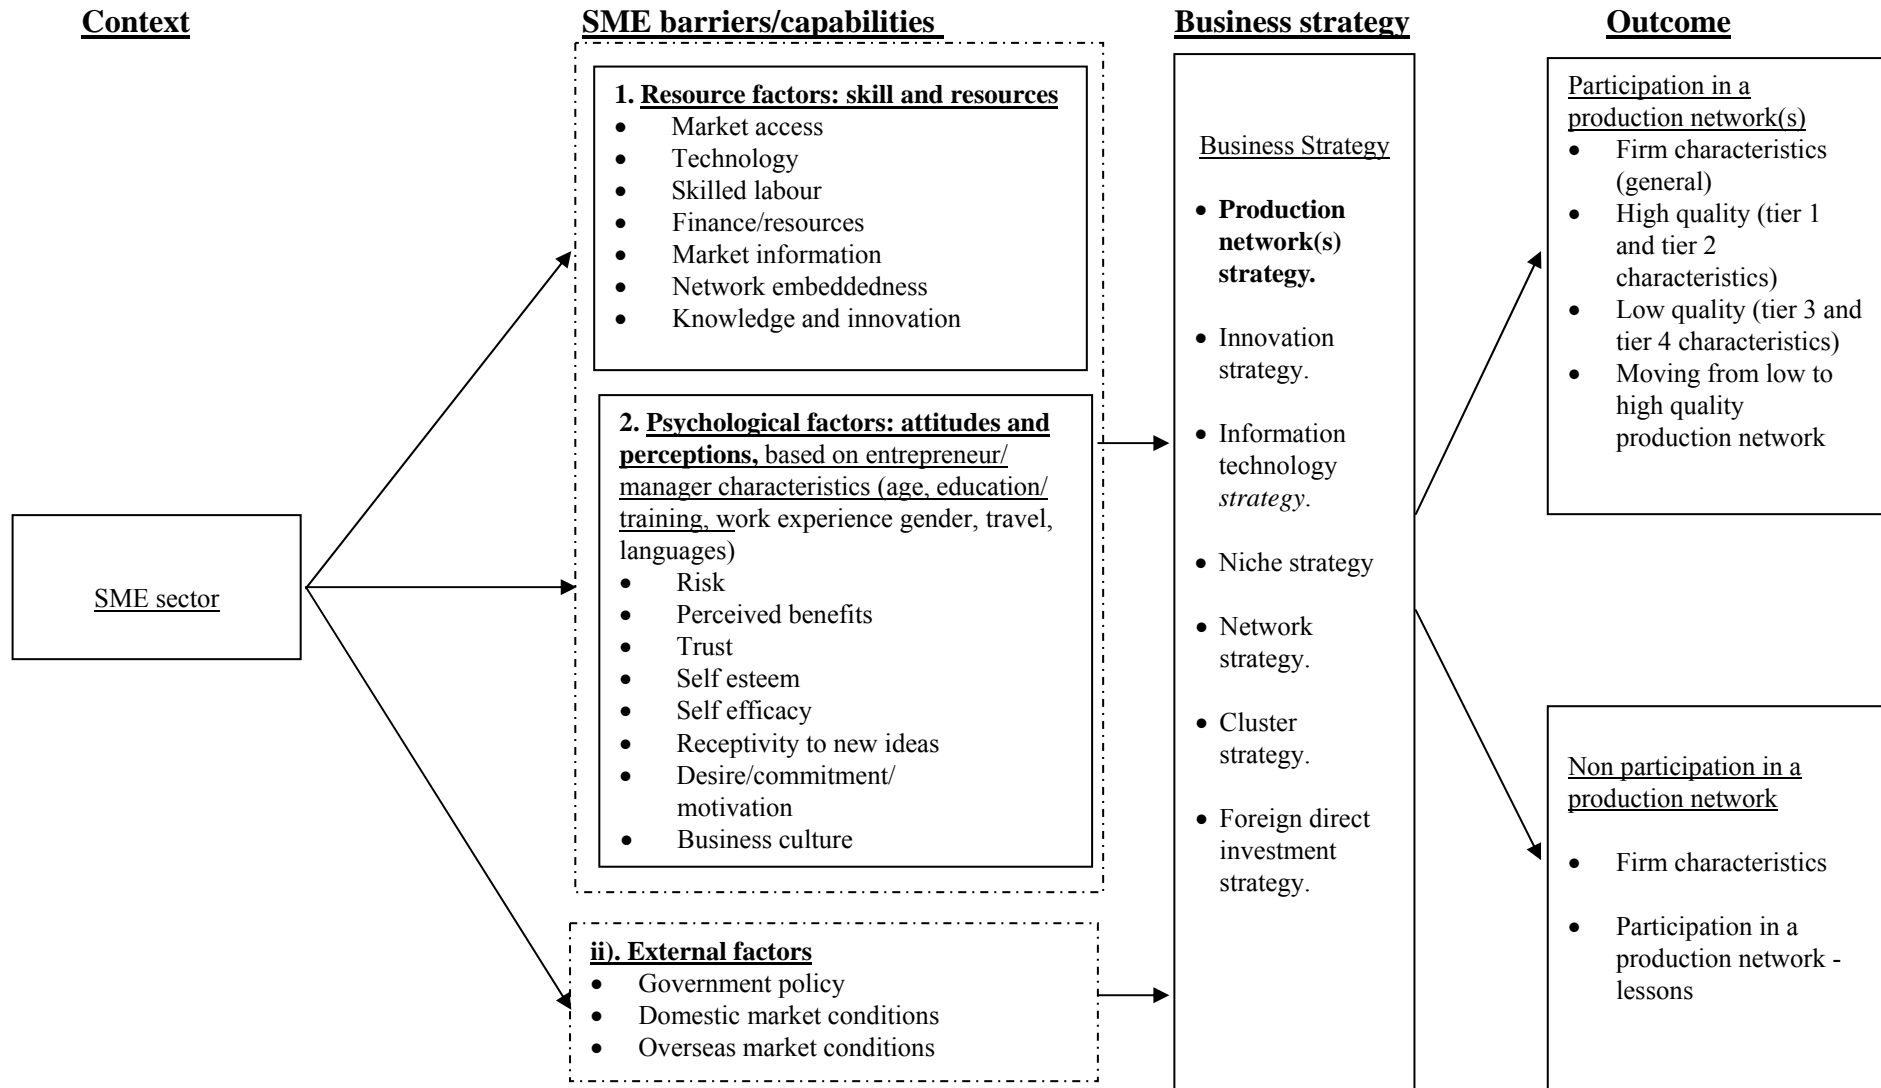 Context
SME barriers/capabilities
Business strategy
Outcome
SME sector
1. Resource factors: skill and resources
• Market access
• Technology
• Skilled labour
• Finance/resources
• Market information
• Network embeddedness
• Knowledge and innovation
2. Psychological factors: attitudes and
perceptions, based on entrepreneur/
manager characteristics (age, education/
training, work experience gender, travel,
languages)
• Risk
• Perceived benefits
• Trust
• Self esteem
• Self efficacy
• Receptivity to new ideas
• Desire/commitment/
motivation
• Business culture
ii). External factors
• Government policy
• Domestic market conditions
• Overseas market conditions
Business Strategy
• Production
network(s)
strategy.
• Innovation
strategy.
• Information
technology
strategy.
• Niche strategy
• Network
strategy.
• Cluster
strategy.
• Foreign direct
investment
strategy.
Participation in a
production network(s)
• Firm characteristics
(general)
• High quality (tier 1
and tier 2
characteristics)
• Low quality (tier 3 and
tier 4 characteristics)
• Moving from low to
high quality
production network
Non participation in a
production network
• Firm characteristics
• Participation in a
production network -
lessons